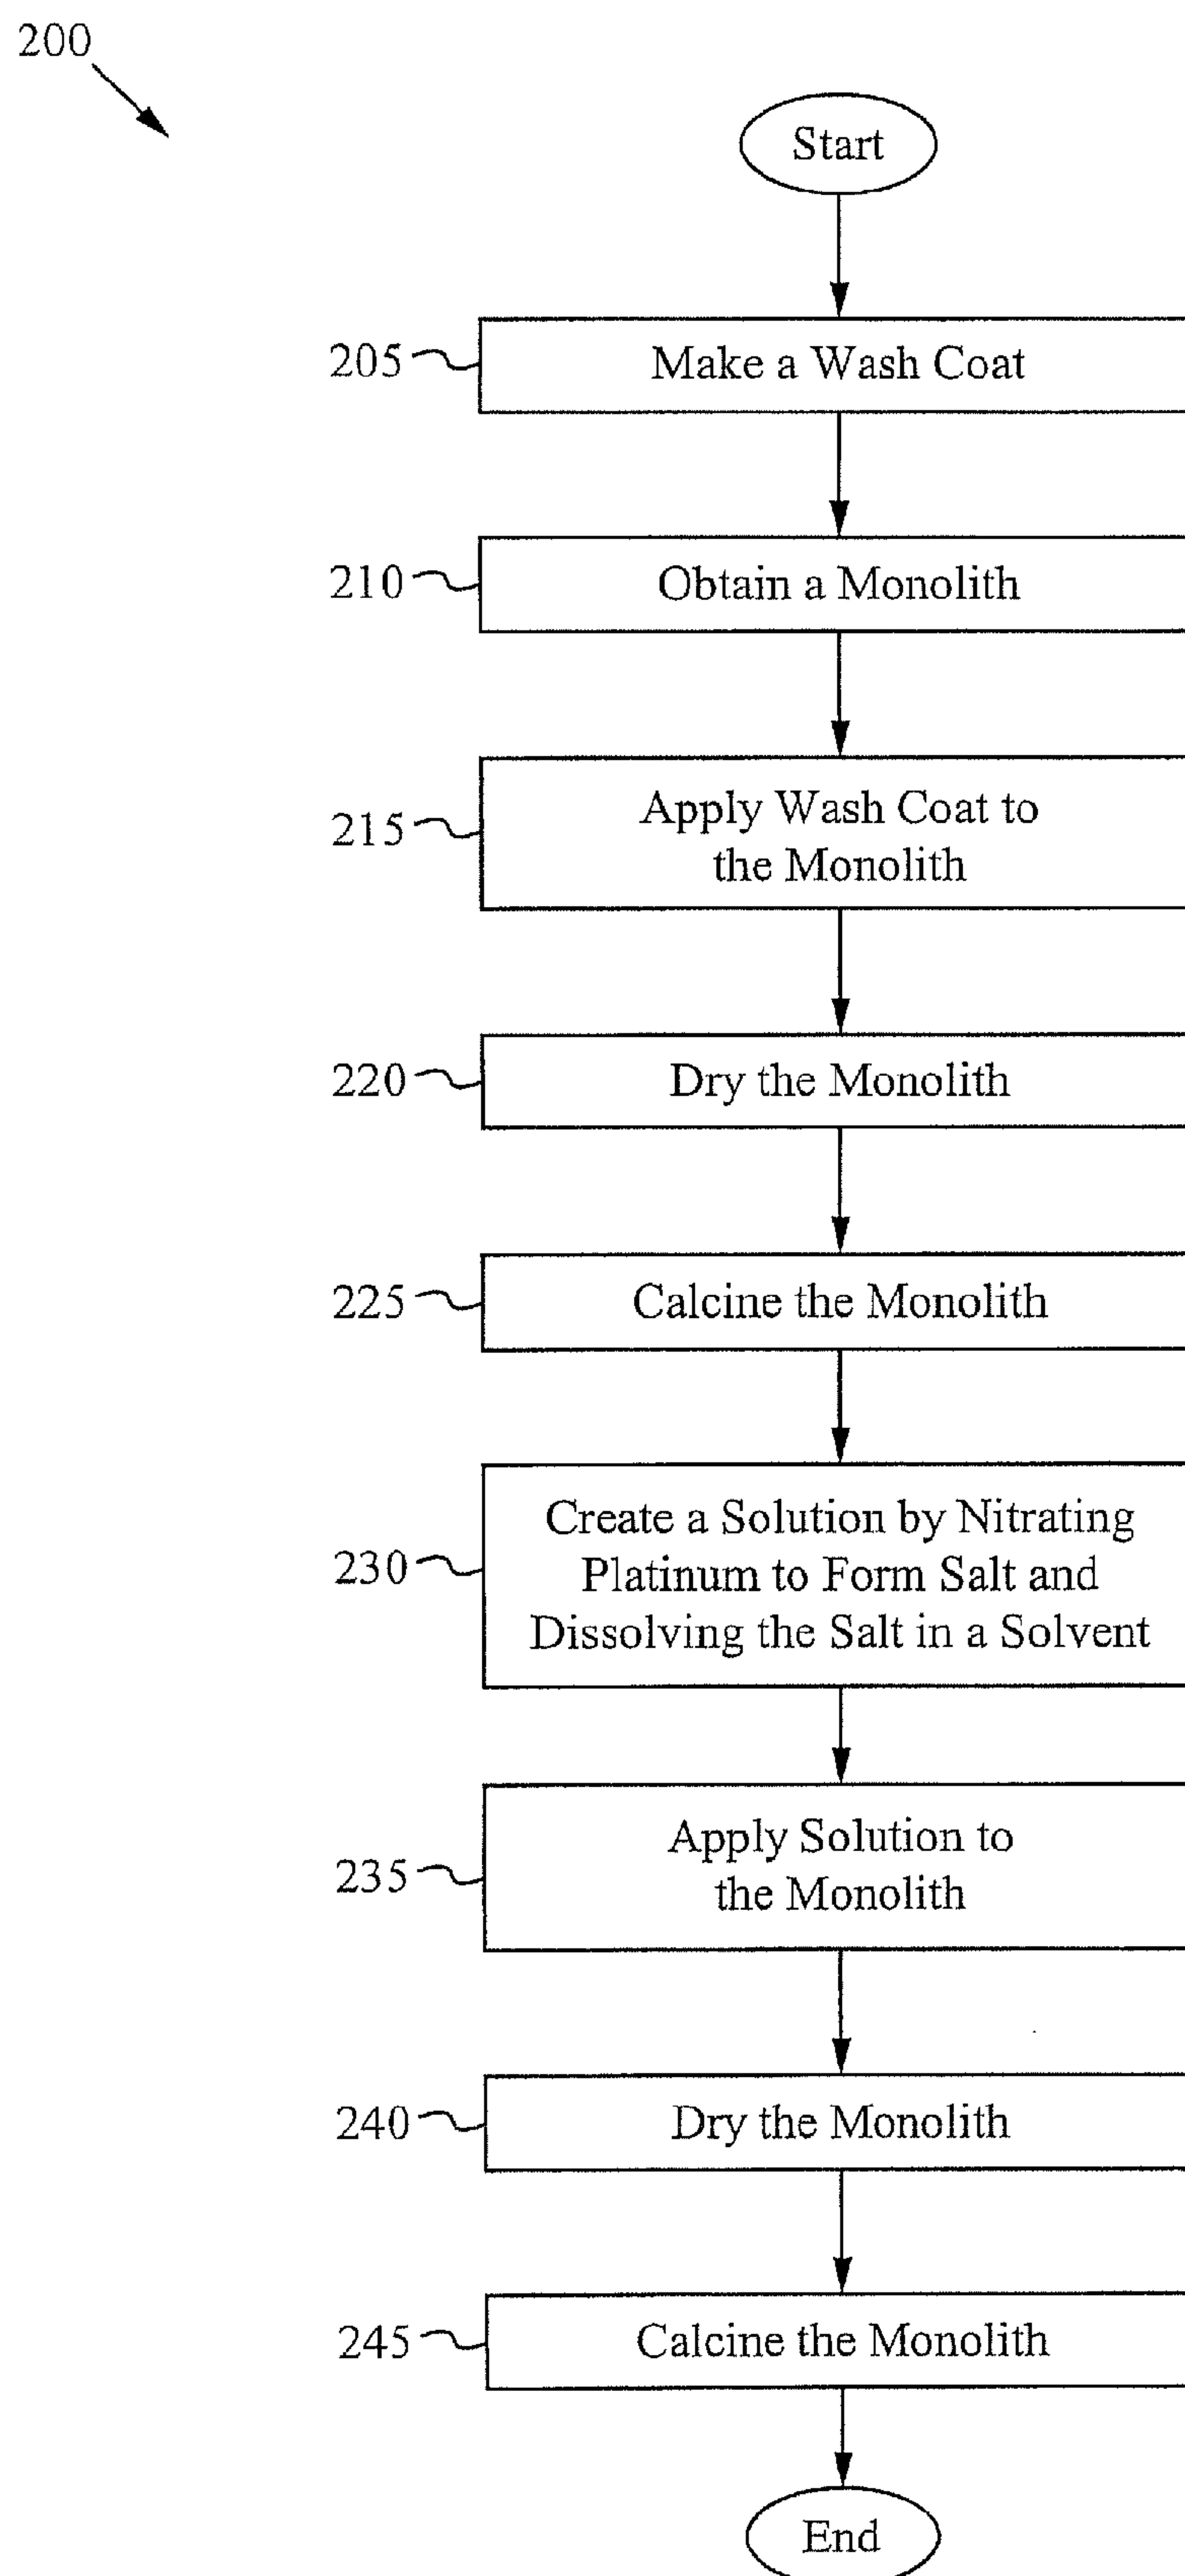 200
Start
205
Make a Wash Coat
210
Obtain a Monolith
215
Apply Wash Coat to
the Monolith
220
Dry the Monolith
225
Calcine the Monolith
230
Create a Solution by Nitrating
Platinum to Form Salt and
Dissolving the Salt in a Solvent
235
Apply Solution to
the Monolith
240
Dry the Monolith
245
Calcine the Monolith
End